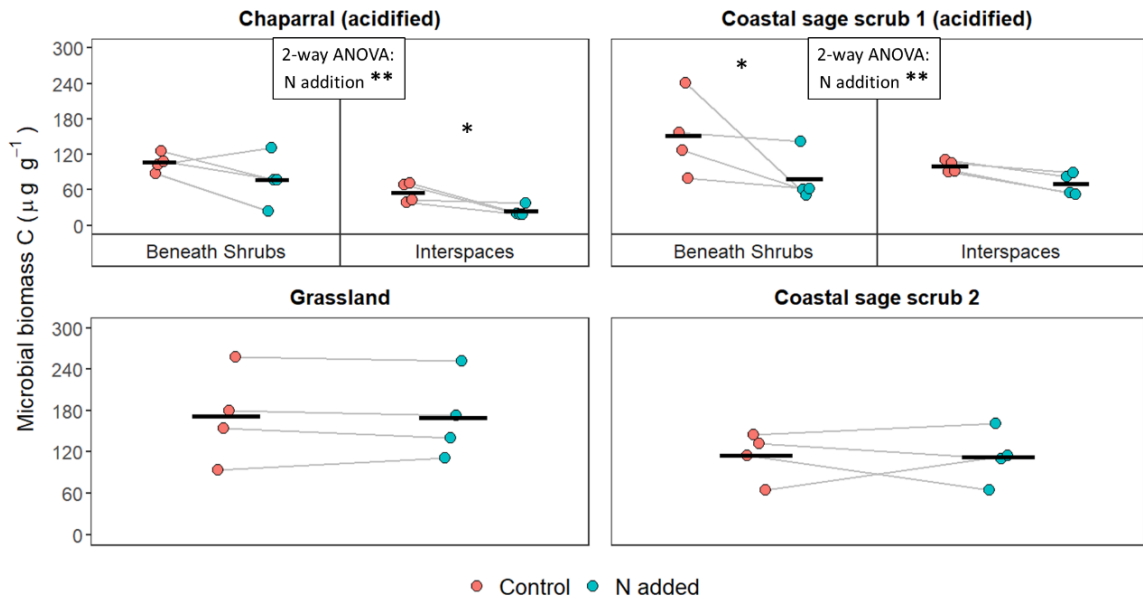 Chaparral (acidified)
Coastal sage scrub 1 (acidified)
Microbial biomass C ( μ g g⁻¹)
300
240
180
120
60
0
2-way ANOVA:
N addition **
*
Beneath Shrubs
Interspaces
*
2-way ANOVA:
N addition **
Beneath Shrubs
Interspaces
Grassland
Coastal sage scrub 2
300
240
180
120
60
0
Control
N added